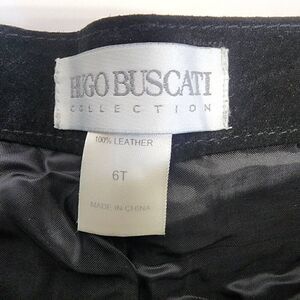 HUGO BUSCATI
COLLECTION
100% LEATHER
6T
MADE IN CHINA